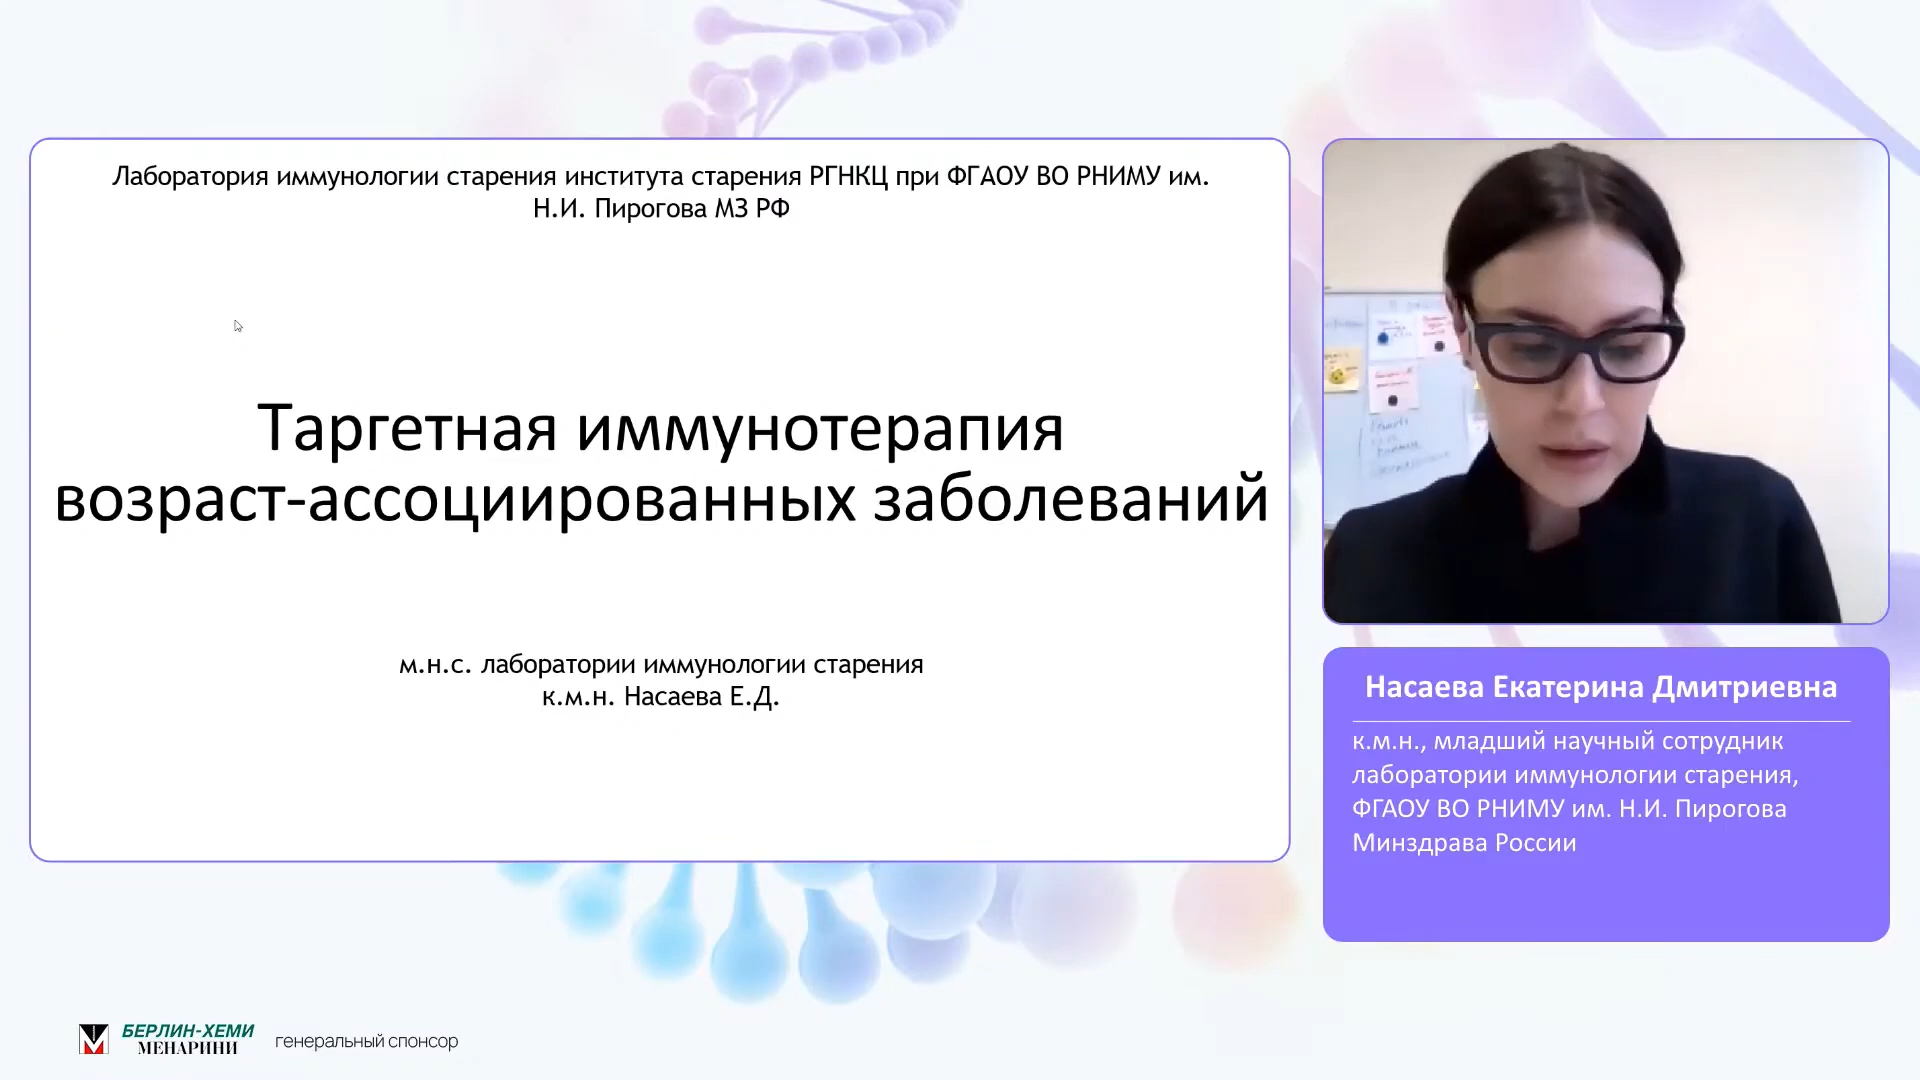 Лаборатория иммунологии старения института старения РГНКЦ при ФГАОУ ВО РНИМУ им.
Н.И. Пирогова МЗ РФ
Таргетная иммунотерапия
возраст-ассоциированных заболеваний
м.н.с. лаборатории иммунологии старения
к.м.н. Насаева Е.Д.
Насаева Екатерина Дмитриевна
к.м.н., младший научный сотрудник
лаборатории иммунологии старения,
ФГАОУ ВО РНИМУ им. Н.И. Пирогова
Минздрава России
БЕРЛИН-ХЕМИ
МЕНАРИНИ
генеральный спонсор